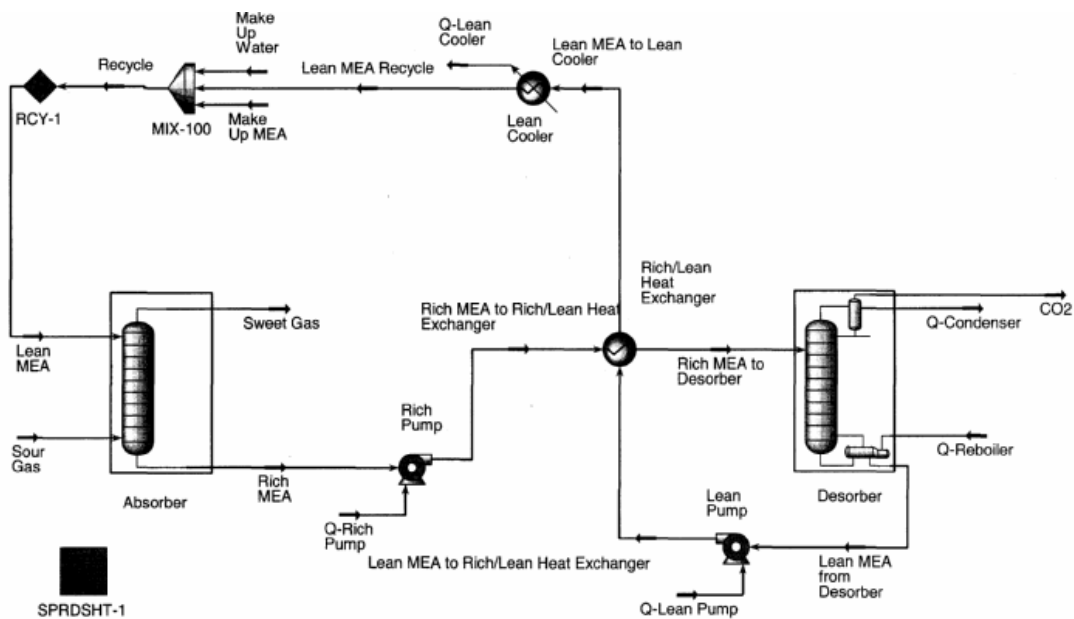 Make
Up
Water
Q-Lean
Cooler
Lean MEA to Lean
Cooler
Recycle
Lean MEA Recycle
RCY-1
MIX-100
Make
Up MEA
Lean
Cooler
Rich/Lean
Heat
Exchanger
Rich MEA to Rich/Lean Heat
Exchanger
Sweet Gas
CO2
Q-Condenser
Lean
MEA
Rich MEA to
Desorber
Rich
Pump
Sour
Gas
Q-Reboiler
Rich
MEA
Absorber
Lean
Pump
Desorber
Q-Rich
Pump
Lean MEA to Rich/Lean Heat Exchanger
Lean MEA
from
Desorber
Q-Lean Pump
SPRDSHT-1